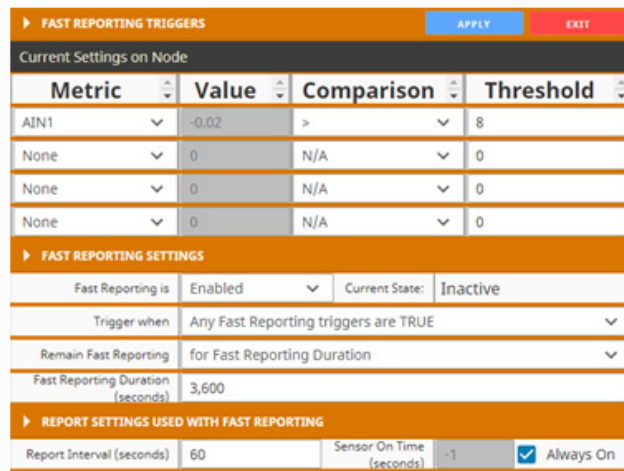 FAST REPORTING TRIGGERS APPLY EXIT
Current Settings on Node
Metric Value Comparison Threshold
AIN1 -0.02 > 8
None 0 N/A 0
None 0 N/A 0
None 0 N/A 0
FAST REPORTING SETTINGS
Fast Reporting is Enabled Current State: Inactive
Trigger when Any Fast Reporting triggers are TRUE
Remain Fast Reporting for Fast Reporting Duration
Fast Reporting Duration
(seconds) 3,600
REPORT SETTINGS USED WITH FAST REPORTING
Report Interval (seconds) 60 Sensor On Time
(seconds) -1 Always On